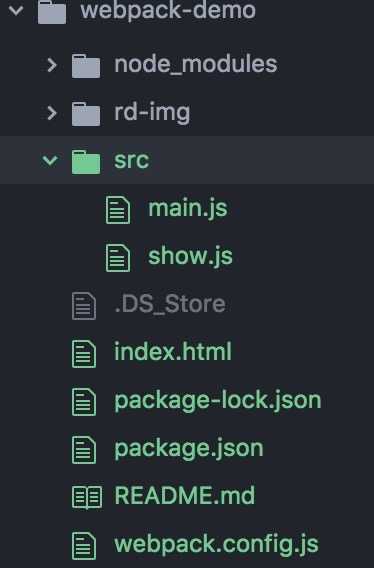 webpack-demo
node_modules
rd-img
src
main.js
show.js
.DS_Store
index.html
package-lock.json
package.json
README.md
webpack.config.js